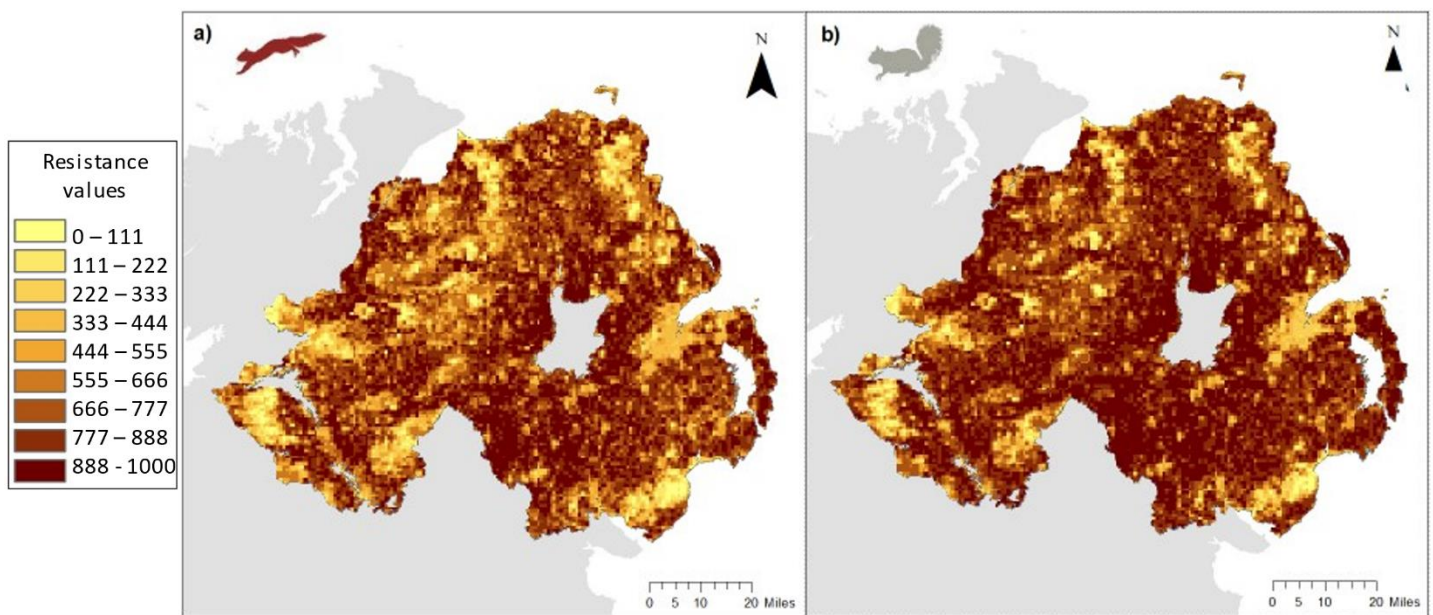 Resistance
values
0 – 111
111 – 222
222 – 333
333 – 444
444 – 555
555 – 666
666 – 777
777 – 888
888 - 1000
a)
N
0 5 10 20 Miles
b)
N
0 5 10 20 Miles